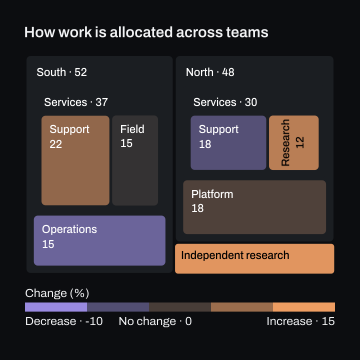 How work is allocated across teams
South · 52
Services · 37
Support
22
Field
15
Operations
15
North · 48
Services · 30
Support
18
Research
12
Platform
18
Independent research
Change (%)
Decrease · -10
No change · 0
Increase · 15